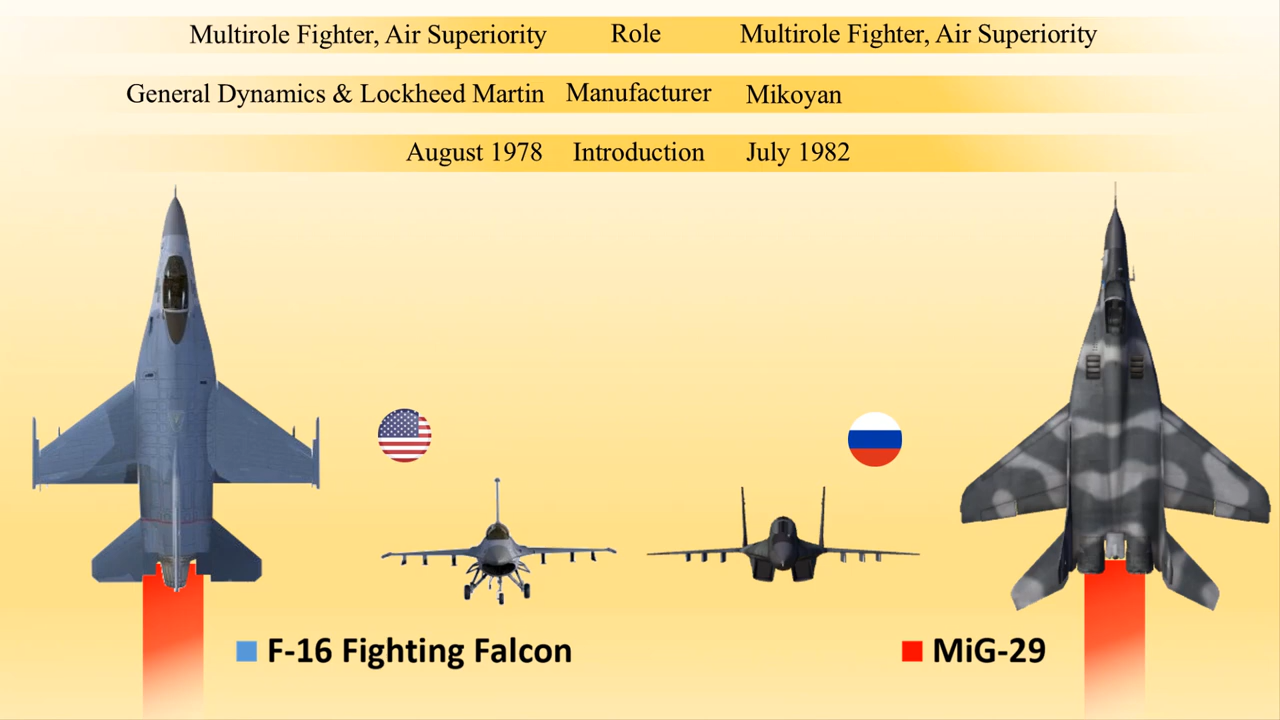 Multirole Fighter, Air Superiority Role Multirole Fighter, Air Superiority
General Dynamics & Lockheed Martin Manufacturer Mikoyan
August 1978 Introduction July 1982
F-16 Fighting Falcon MiG-29